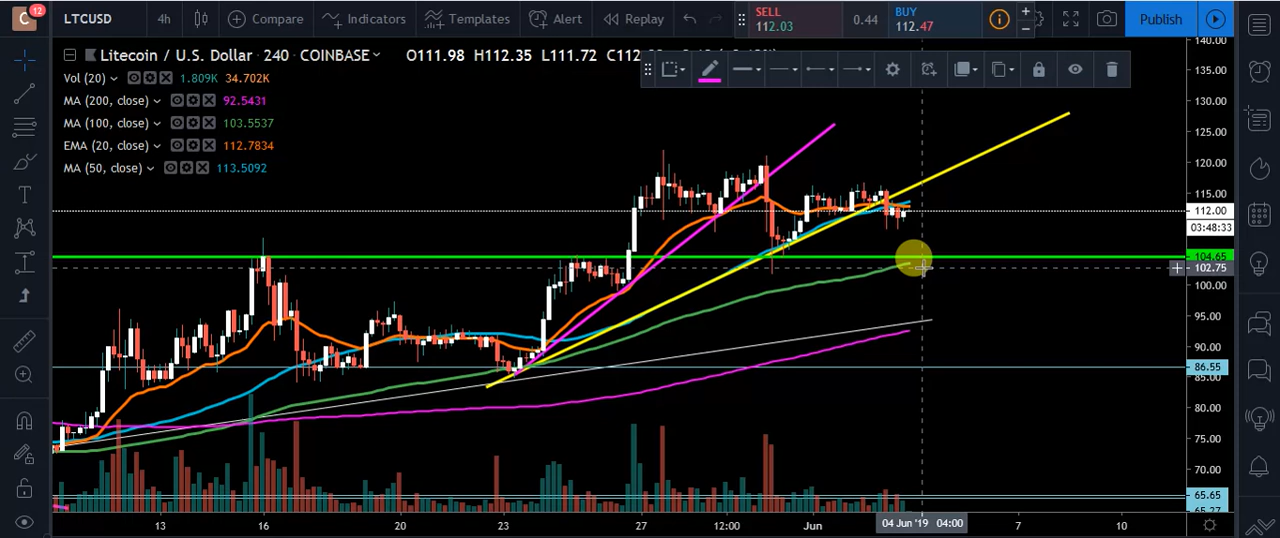 C 12 LTCUSD 4h Compare Indicators Templates Alert Replay SELL 112.03 0.44 BUY 112.47 Publish
Litecoin / U.S. Dollar · 240 · COINBASE O111.98 H112.35 L111.72
Vol (20) 1.809K 34.702K
MA (200, close) 92.5431
MA (100, close) 103.5537
EMA (20, close) 112.7834
MA (50, close) 113.5092
140.00
135.00
130.00
125.00
120.00
115.00
112.00
03:48:33
104.65
102.75
100.00
95.00
90.00
86.55
85.00
80.00
75.00
70.00
65.65
13 16 20 23 27 12:00 Jun 04 Jun '19 04:00 7 10